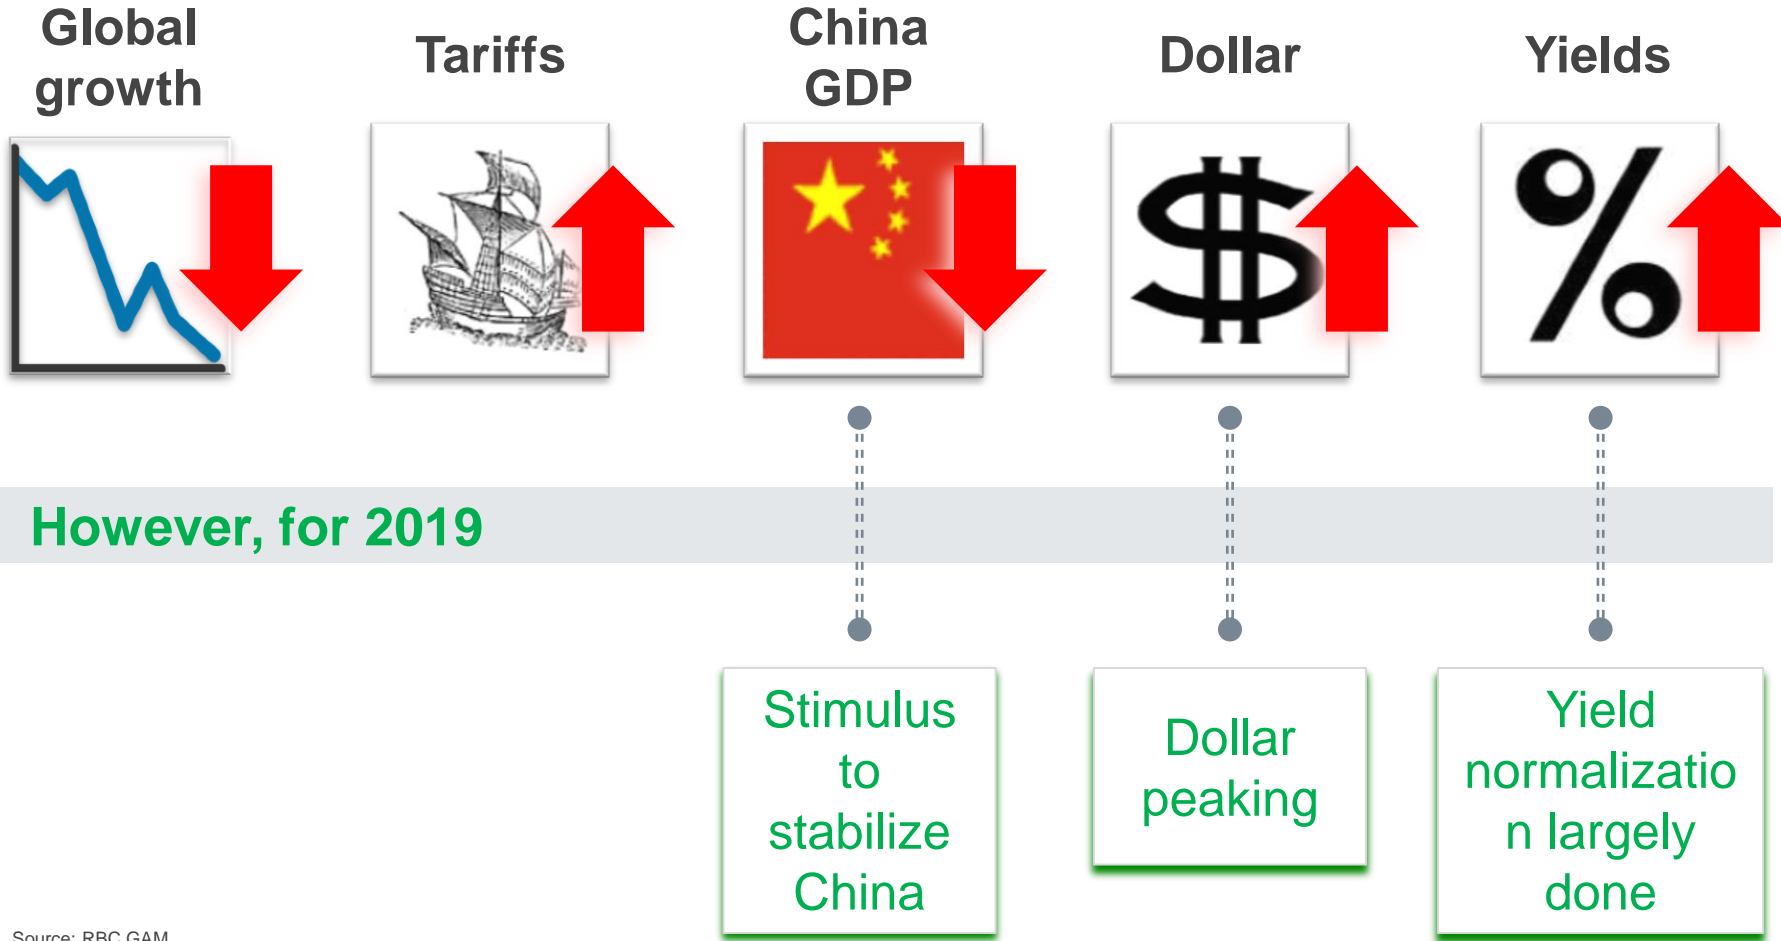 Global
growth
Tariffs
China
GDP
Dollar
Yields
However, for 2019
Stimulus
to
stabilize
China
Dollar
peaking
Yield
normalizatio
n largely
done
Source: RBC GAM